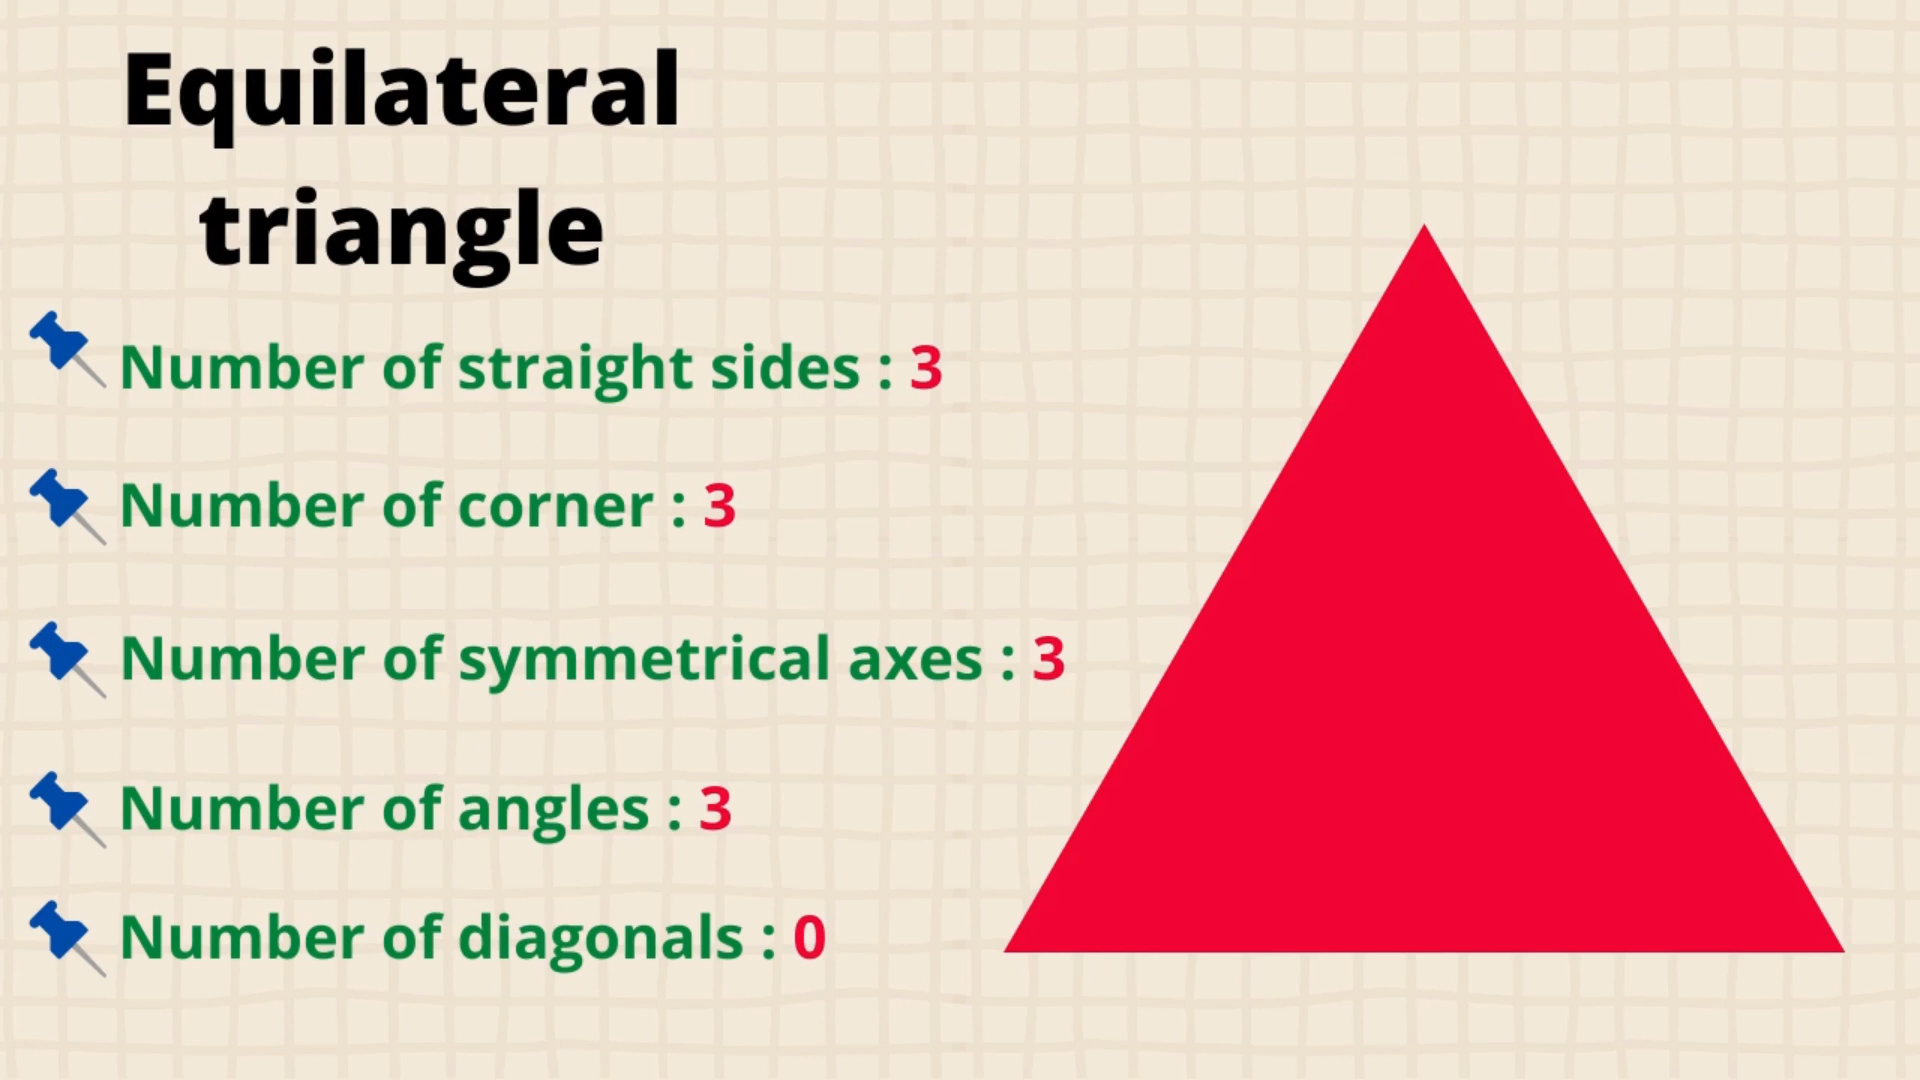 Equilateral
triangle
Number of straight sides : 3
Number of corner : 3
Number of symmetrical axes : 3
Number of angles : 3
Number of diagonals : 0